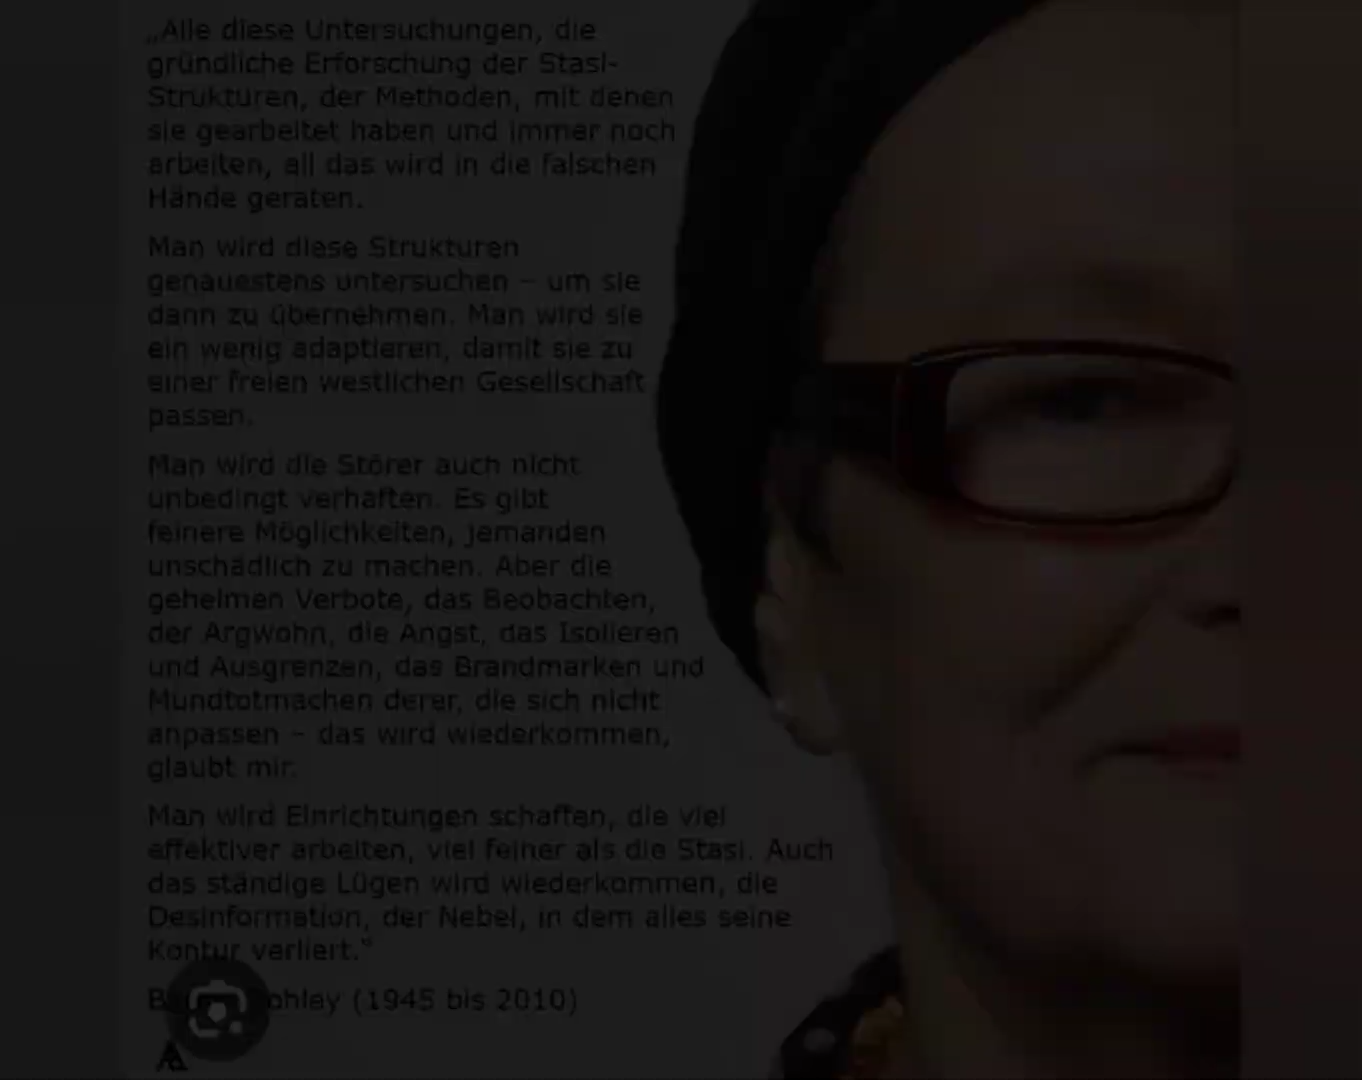 „Alle diese Untersuchungen, die
gründliche Erforschung der Stasi-
Strukturen, der Methoden, mit denen
sie gearbeitet haben und immer noch
arbeiten, all das wird in die falschen
Hände geraten.
Man wird diese Strukturen
genauestens untersuchen – um sie
dann zu übernehmen. Man wird sie
ein wenig adaptieren, damit sie zu
einer freien westlichen Gesellschaft
passen.
Man wird die Störer auch nicht
unbedingt verhaften. Es gibt
feinere Möglichkeiten, jemanden
unschädlich zu machen. Aber die
geheimen Verbote, das Beobachten,
der Argwohn, die Angst, das Isolieren
und Ausgrenzen, das Brandmarken und
Mundtotmachen derer, die sich nicht
anpassen – das wird wiederkommen,
glaubt mir.
Man wird Einrichtungen schaffen, die viel
effektiver arbeiten, viel feiner als die Stasi. Auch
das ständige Lügen wird wiederkommen, die
Desinformation, der Nebel, in dem alles seine
Kontur verliert.“
(1945 bis 2010)